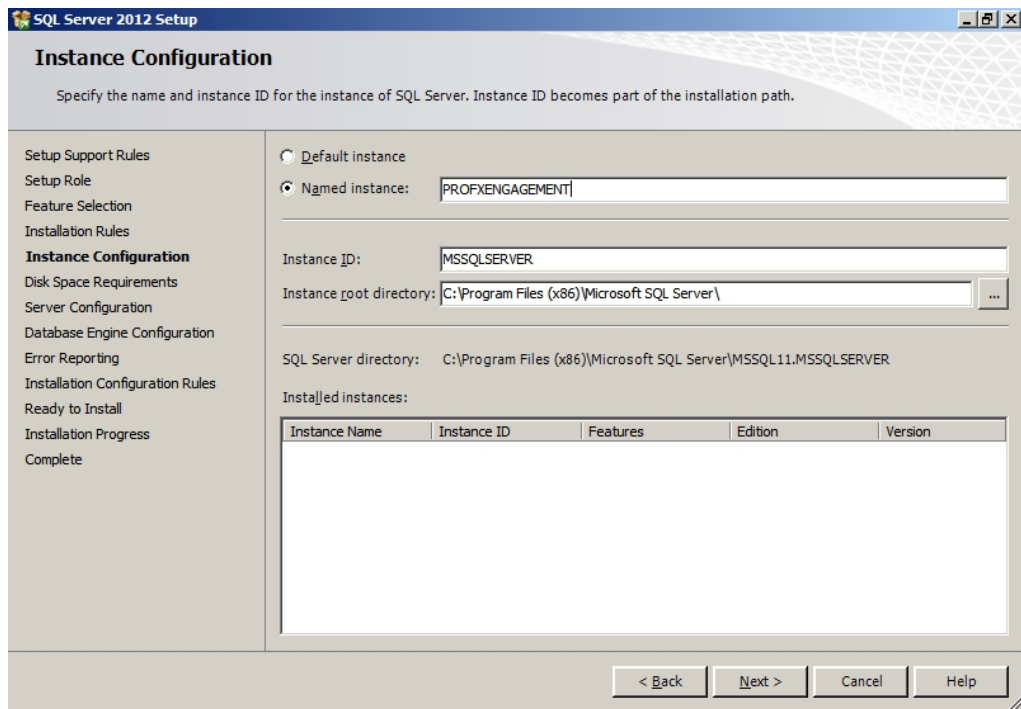 SQL Server 2012 Setup
Instance Configuration
Specify the name and instance ID for the instance of SQL Server. Instance ID becomes part of the installation path.
Setup Support Rules
Setup Role
Feature Selection
Installation Rules
Instance Configuration
Disk Space Requirements
Server Configuration
Database Engine Configuration
Error Reporting
Installation Configuration Rules
Ready to Install
Installation Progress
Complete
Default instance
Named instance: PROFXENGAGEMENT
Instance ID: MSSQLSERVER
Instance root directory: C:\Program Files (x86)\Microsoft SQL Server\ ...
SQL Server directory: C:\Program Files (x86)\Microsoft SQL Server\MSSQL11.MSSQLSERVER
Installed instances:
Instance Name Instance ID Features Edition Version
< Back Next > Cancel Help